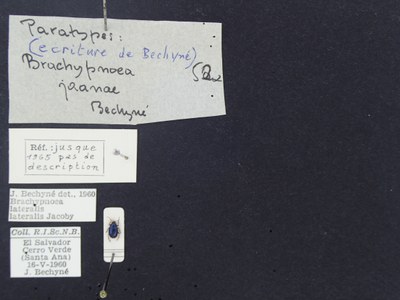 Paratypes:
(ecriture de Bechyné)
Brachypnoea
jaanae
Bechyné
Réf.: jusque
1965 pas de
description
J. Bechyné det., 1960
Brachypnoea
lateralis
lateralis Jacoby
Coll. R.I.Sc.N.B.
El Salvador
Cerro Verde
(Santa Ana)
16-V-1960
J. Bechyné